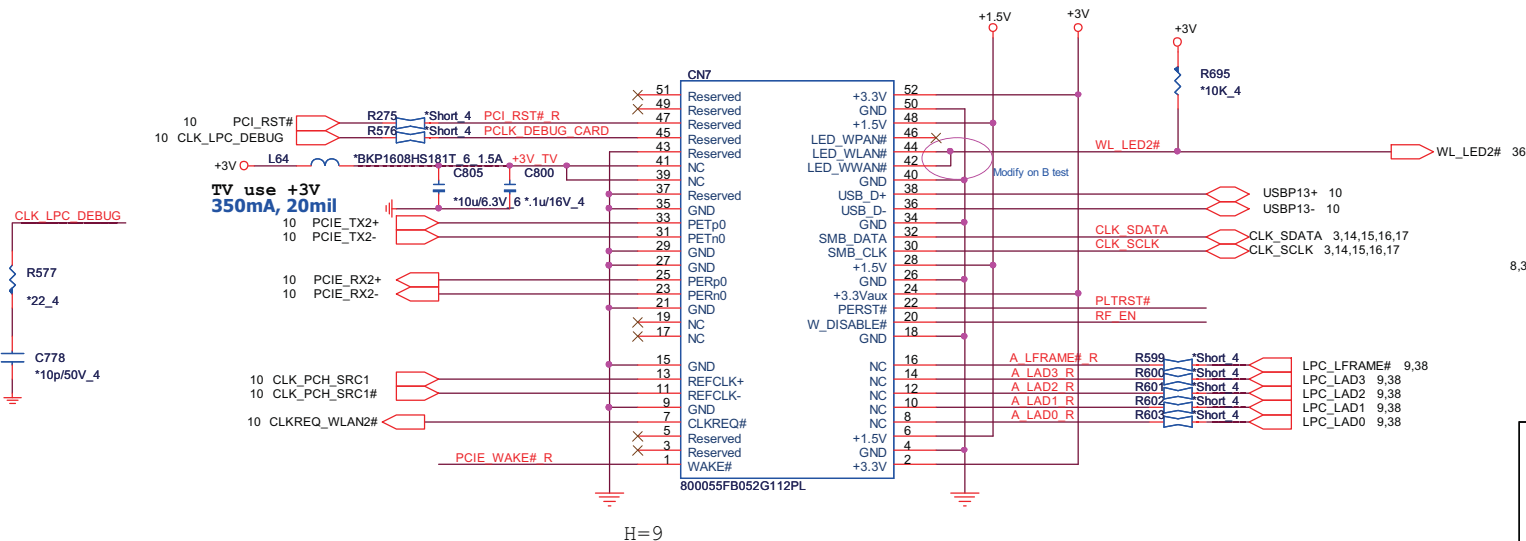 +1.5V
+3V
+3V
CN7
R695
*10K_4
51 Reserved
49 Reserved
47 Reserved
45 Reserved
43 Reserved
41 NC
39 NC
37 Reserved
35 GND
33 PETp0
31 PETn0
29 GND
27 GND
25 PERp0
23 PERn0
21 GND
19 NC
17 NC
15 GND
13 REFCLK+
11 REFCLK-
9 GND
7 CLKREQ#
5 Reserved
3 Reserved
1 WAKE#
+3.3V 52
GND 50
+1.5V 48
LED_WPAN# 46
LED_WLAN# 44
LED_WWAN# 42
GND 40
USB_D+ 38
USB_D- 36
GND 34
SMB_DATA 32
SMB_CLK 30
+1.5V 28
GND 26
+3.3Vaux 24
PERST# 22
W_DISABLE# 20
GND 18
NC 16
NC 14
NC 12
NC 10
NC 8
+1.5V 6
GND 4
+3.3V 2
800055FB052G112PL
H=9
10 PCI_RST# R275 *Short_4 PCI_RST#_R
10 CLK_LPC_DEBUG R576 *Short_4 PCLK_DEBUG_CARD
+3V L64 *BKP1608HS181T_6_1.5A +3V_TV
C805 C800
*10u/6.3V_6 *.1u/16V_4
TV use +3V
350mA, 20mil
10 PCIE_TX2+
10 PCIE_TX2-
10 PCIE_RX2+
10 PCIE_RX2-
10 CLK_PCH_SRC1
10 CLK_PCH_SRC1#
10 CLKREQ_WLAN2#
PCIE_WAKE#_R
CLK_LPC_DEBUG
R577
*22_4
C778
*10p/50V_4
WL_LED2# WL_LED2# 36
Modify on B test
USBP13+ 10
USBP13- 10
CLK_SDATA CLK_SDATA 3,14,15,16,17
CLK_SCLK CLK_SCLK 3,14,15,16,17
8,3
PLTRST#
RF_EN
A_LFRAME#_R R599 *Short_4 LPC_LFRAME# 9,38
A_LAD3_R R600 *Short_4 LPC_LAD3 9,38
A_LAD2_R R601 *Short_4 LPC_LAD2 9,38
A_LAD1_R R602 *Short_4 LPC_LAD1 9,38
A_LAD0_R R603 *Short_4 LPC_LAD0 9,38